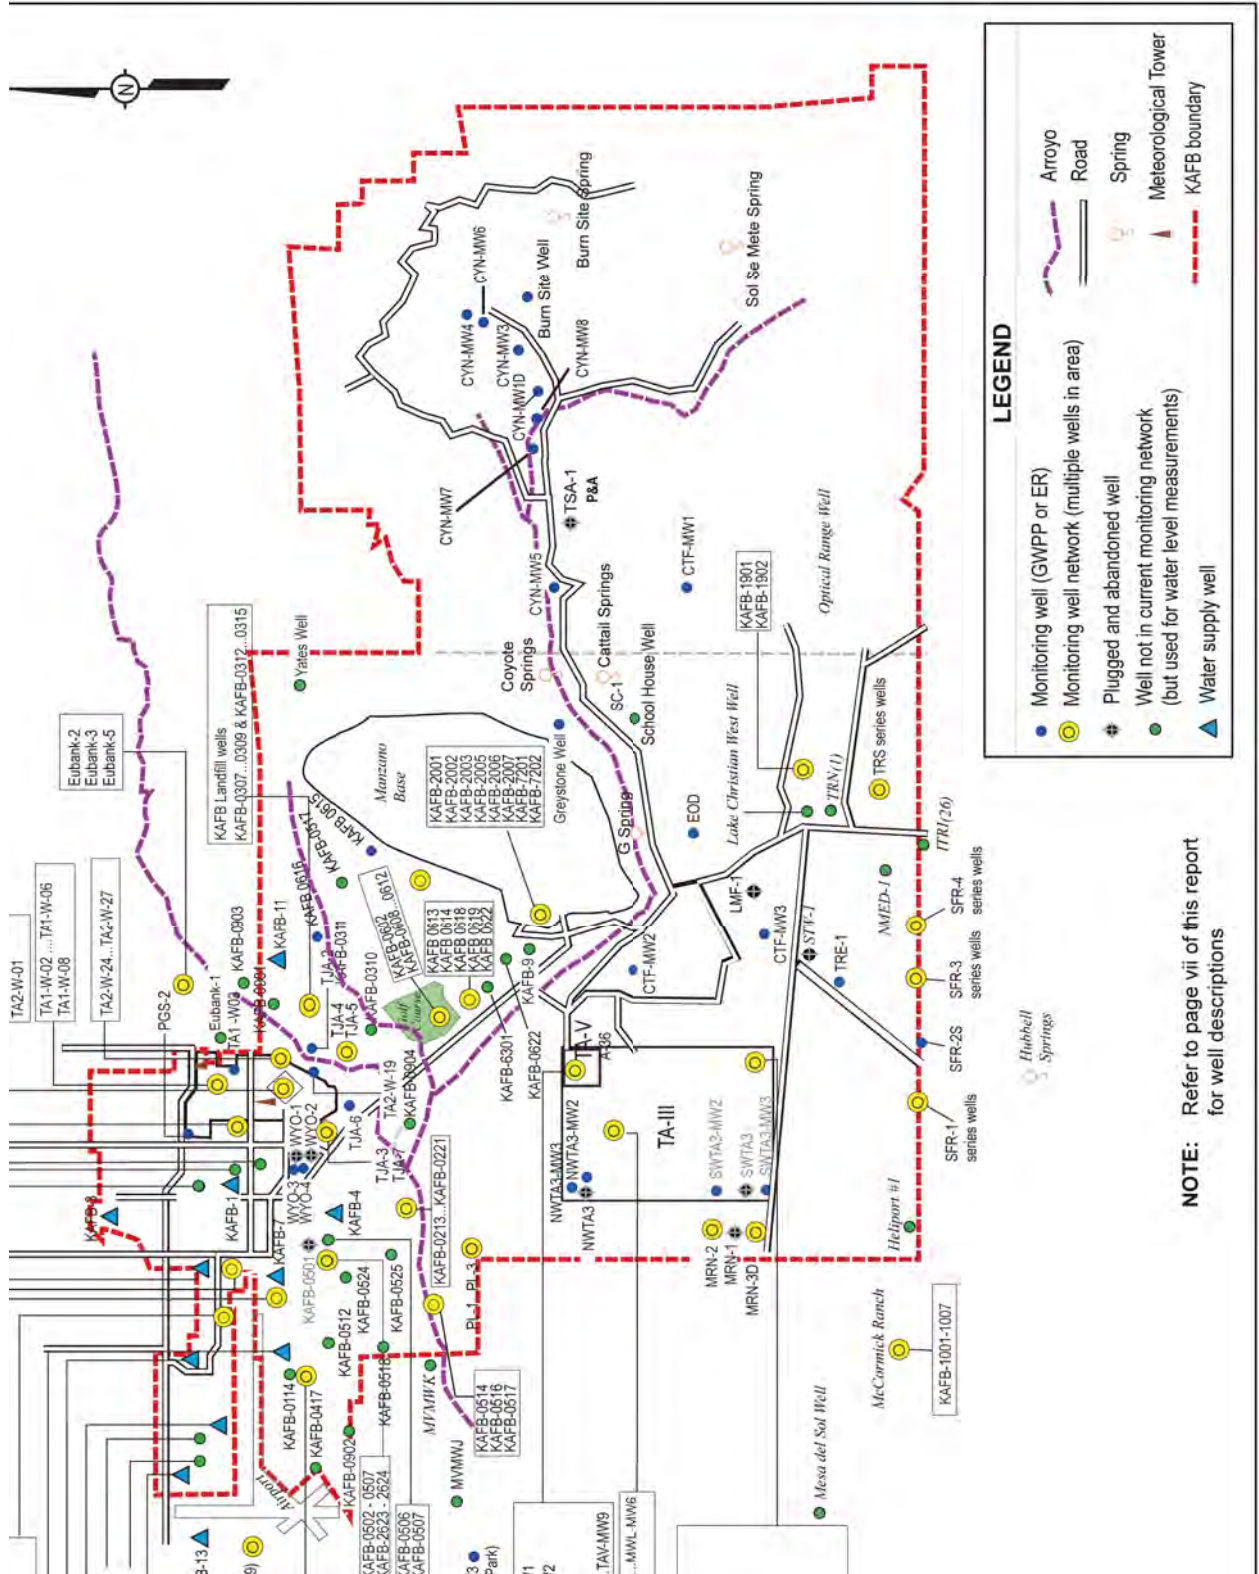 TA2-W-01
TA1-W-02 ....TA1-W-06
TA1-W-08
TA2-W-24...TA2-W-27
Eubank-2
Eubank-3
Eubank-5
KAFB Landfill wells
KAFB-0307...0309 & KAFB-0312...0315
PGS-2
Eubank-1
TA1-W03
KAFB-0903
KAFB-11
KAFB-0616
KAFB-0517
KAFB 0615
TJA-2
KAFB-0311
TJA-4
TJA-5
KAFB-0310
Yates Well
Manzano
Base
KAFB-0602
KAFB-0608...0612
KAFB 0613
KAFB 0614
KAFB 0618
KAFB 0619
KAFB 0622
KAFB-2001
KAFB-2002
KAFB-2003
KAFB-2005
KAFB-2006
KAFB-2007
KAFB-7201
KAFB-7202
Golf
Course
Greystone Well
Coyote
Springs
Cattail Springs
SC-1
School House Well
G Spring
CYN-MW5
CYN-MW7
TSA-1
P&A
CYN-MW4
CYN-MW6
CYN-MW3
CYN-MW1D
CYN-MW8
Burn Site Well
Burn Site Spring
Sol Se Mete Spring
CTF-MW1
KAFB-1901
KAFB-1902
Optical Range Well
Lake Christian West Well
TRN(1)
TRS series wells
EOD
LMF-1
CTF-MW3
CTF-MW2
STW-1
TRE-1
NMED-1
ITRI(26)
SFR-4
series wells
SFR-3
series wells
SFR-2S
SFR-1
series wells
Hubbell
Springs
KAFB-9
KAFB-6301
KAFB-0622
TA-V
A-36
TA-III
NWTA3-MW3
NWTA3-MW2
NWTA3
SWTA3-MW2
SWTA3
SWTA3-MW3
MRN-2
MRN-1
MRN-3D
Heliport #1
McCormick Ranch
KAFB-1001-1007
Mesa del Sol Well
TA2-W-19
KAFB-0904
TJA-6
TJA-3
TJA-7
WYO-1
WYO-2
WYO-3
WYO-4
KAFB-8
KAFB-1
KAFB-7
KAFB-4
KAFB-0501
KAFB-0524
KAFB-0525
KAFB-0512
KAFB-0518
KAFB-0213...KAFB-0221
PL-1
PL-3
KAFB-0114
KAFB-0417
KAFB-0902
Airport
MVMWK
MVMWJ
KAFB-0514
KAFB-0516
KAFB-0517
KAFB-0502 - 0507
KAFB-2623 - 2624
KAFB-0506
KAFB-0507
B-13
9)
3
Park)
TAV-MW9
...MWL-MW6
N
LEGEND
Monitoring well (GWPP or ER)
Monitoring well network (multiple wells in area)
Plugged and abandoned well
Well not in current monitoring network
(but used for water level measurements)
Water supply well
Arroyo
Road
Spring
Meteorological Tower
KAFB boundary
NOTE: Refer to page vii of this report
for well descriptions